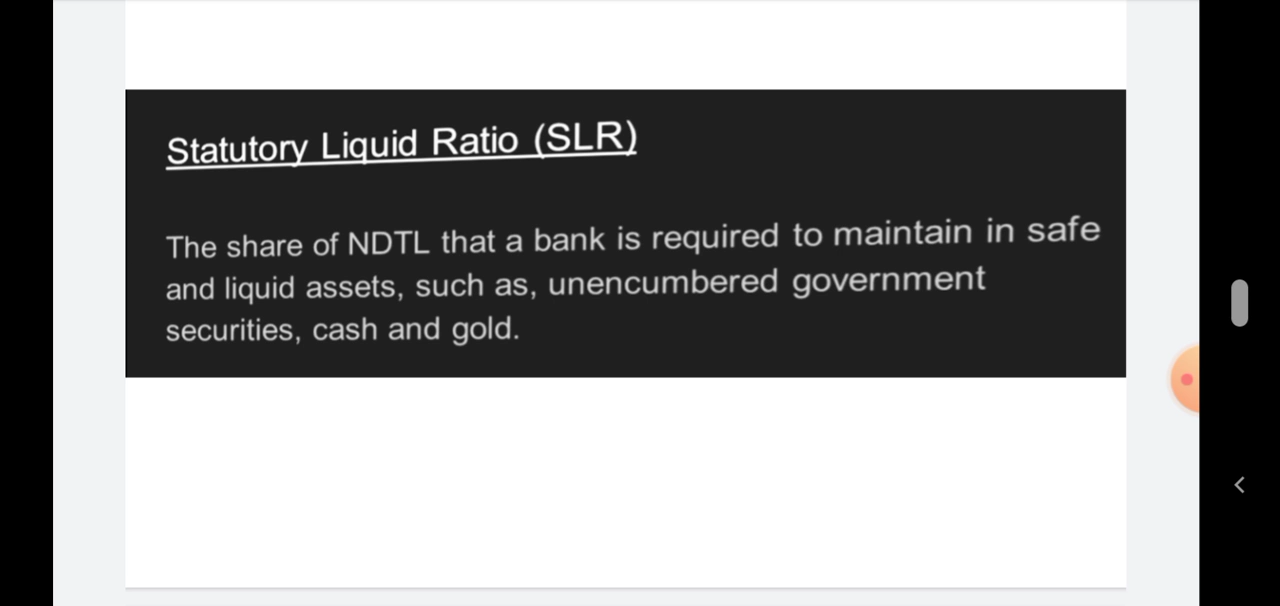 Statutory Liquid Ratio (SLR)
The share of NDTL that a bank is required to maintain in safe
and liquid assets, such as, unencumbered government
securities, cash and gold.